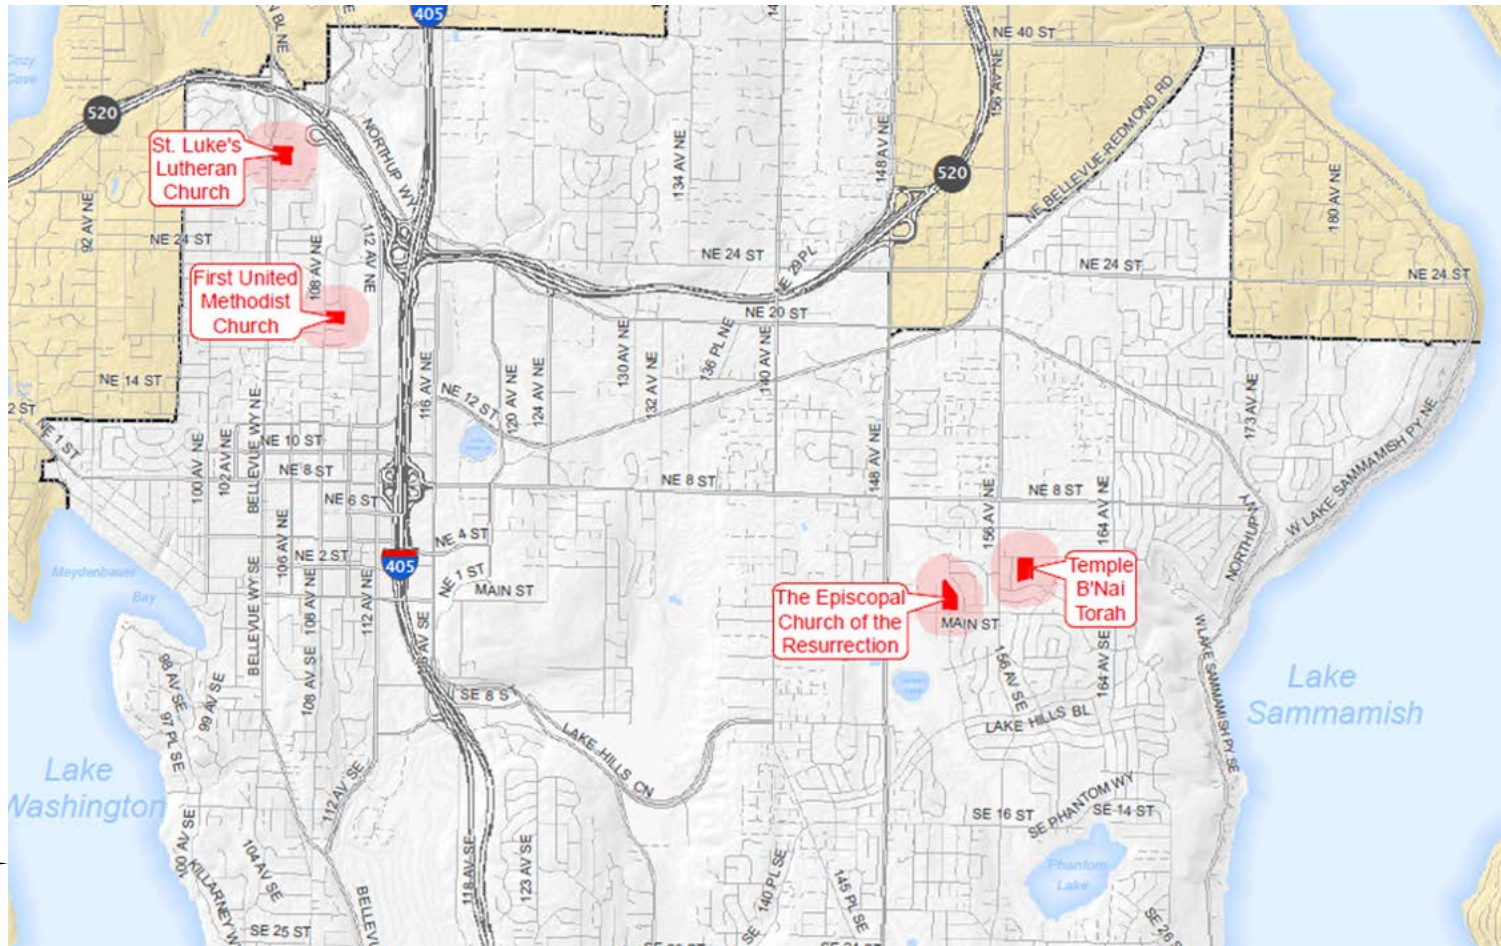 405
NE 40 ST
Cozy
Cove
520
St. Luke's
Lutheran
Church
NORTHUP WY
134 AV NE
148 AV NE
156 AV NE
520
NE BELLEVUE-REDMOND RD
180 AV NE
92 AV NE
NE 24 ST
112 AV NE
108 AV NE
NE 24 ST
NE 24 ST
NE 24 ST
First United
Methodist
Church
NE 20 ST
130 AV NE
136 PL NE
140 AV NE
NE 14 ST
116 AV NE
NE 12 ST
120 AV NE
124 AV NE
132 AV NE
173 AV NE
2 ST
NE 1 ST
100 AV NE
102 AV NE
BELLEVUE WY NE
NE 10 ST
NE 8 ST
NE 6 ST
148 AV NE
NE 8 ST
NE 8 ST
156 AV NE
164 AV NE
NORTHUP WY
W LAKE SAMMAMISH PY NE
106 AV NE
NE 2 ST
NE 4 ST
405
NE 1 ST
MAIN ST
Meydenbauer
Bay
BELLEVUE WY SE
108 AV NE
112 AV NE
The Episcopal
Church of the
Resurrection
MAIN ST
Temple
B'Nai
Torah
98 AV SE
97 PL SE
99 AV SE
108 AV SE
SE 8 ST
LAKE HILLS CN
156 AV SE
164 AV SE
LAKE HILLS BL
W LAKE SAMMAMISH PY SE
Lake
Sammamish
Lake
Washington
112 AV SE
SE 16 ST
SE PHANTOM WY
SE 14 ST
Phantom
Lake
100 AV SE
KILLARNEY W
104 AV SE
SE 25 ST
BELLEVU
118 AV SE
123 AV SE
SE 140 PL SE
145 PL SE
SE 26 S